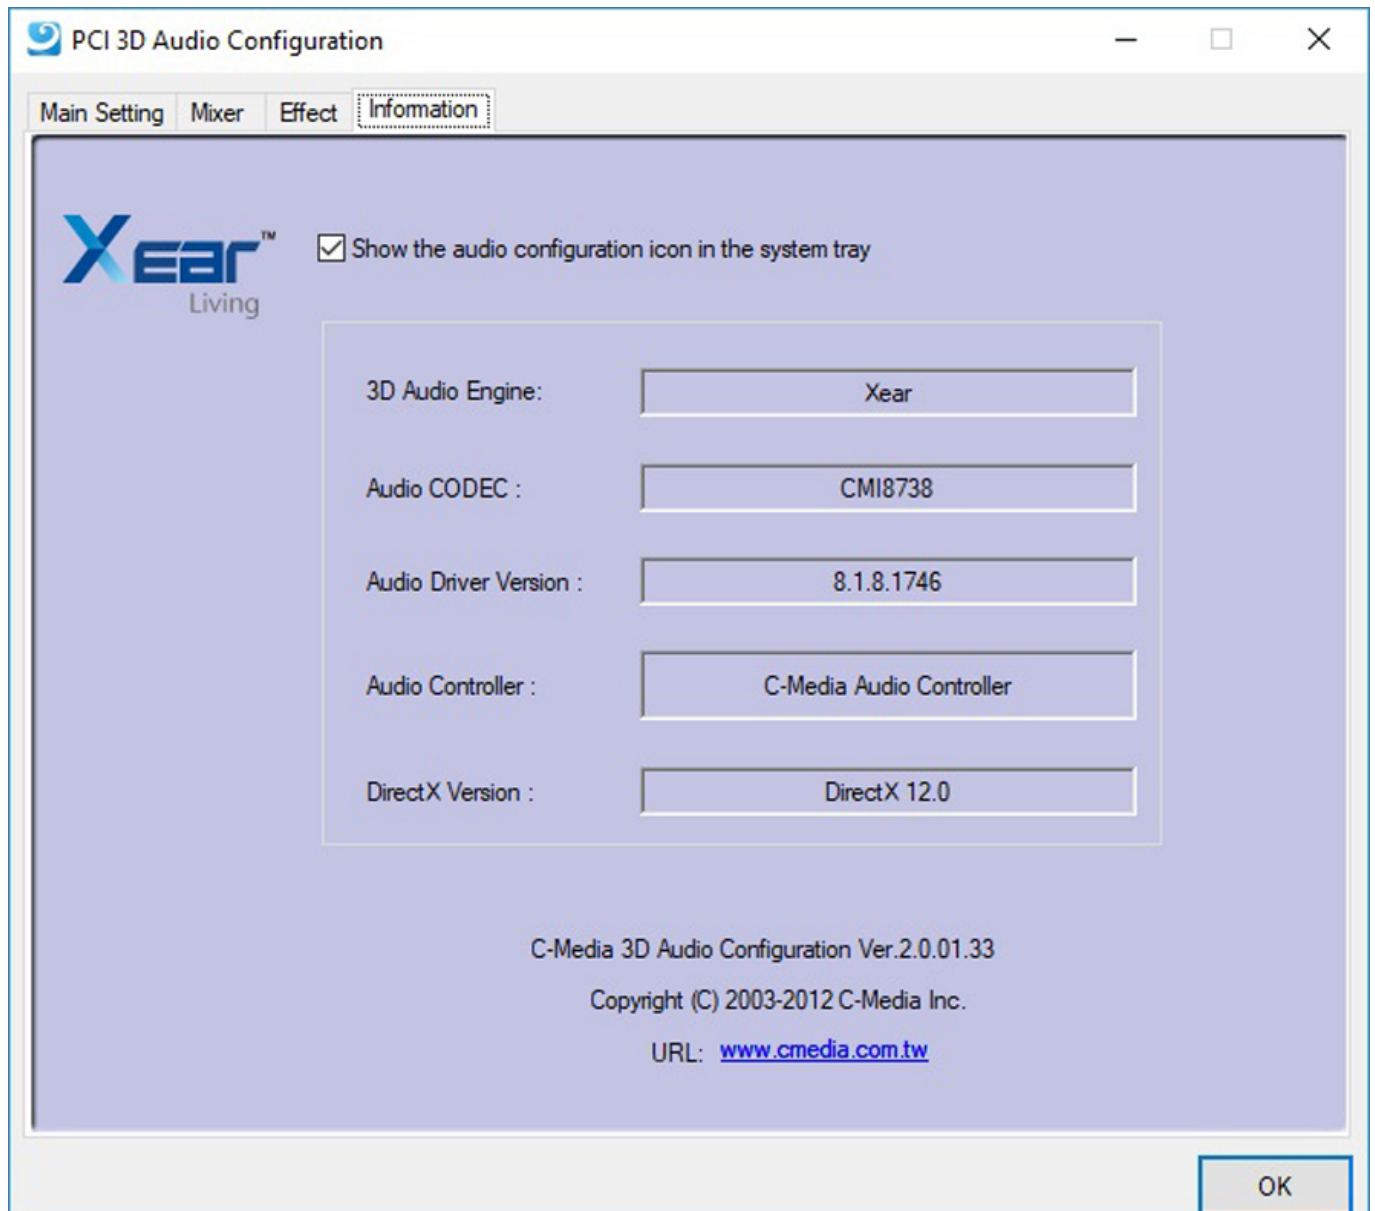 PCI 3D Audio Configuration
Main Setting Mixer Effect Information
Xear™
Living
Show the audio configuration icon in the system tray
3D Audio Engine: Xear
Audio CODEC : CMI8738
Audio Driver Version : 8.1.8.1746
Audio Controller : C-Media Audio Controller
DirectX Version : DirectX 12.0
C-Media 3D Audio Configuration Ver.2.0.01.33
Copyright (C) 2003-2012 C-Media Inc.
URL: www.cmedia.com.tw
OK